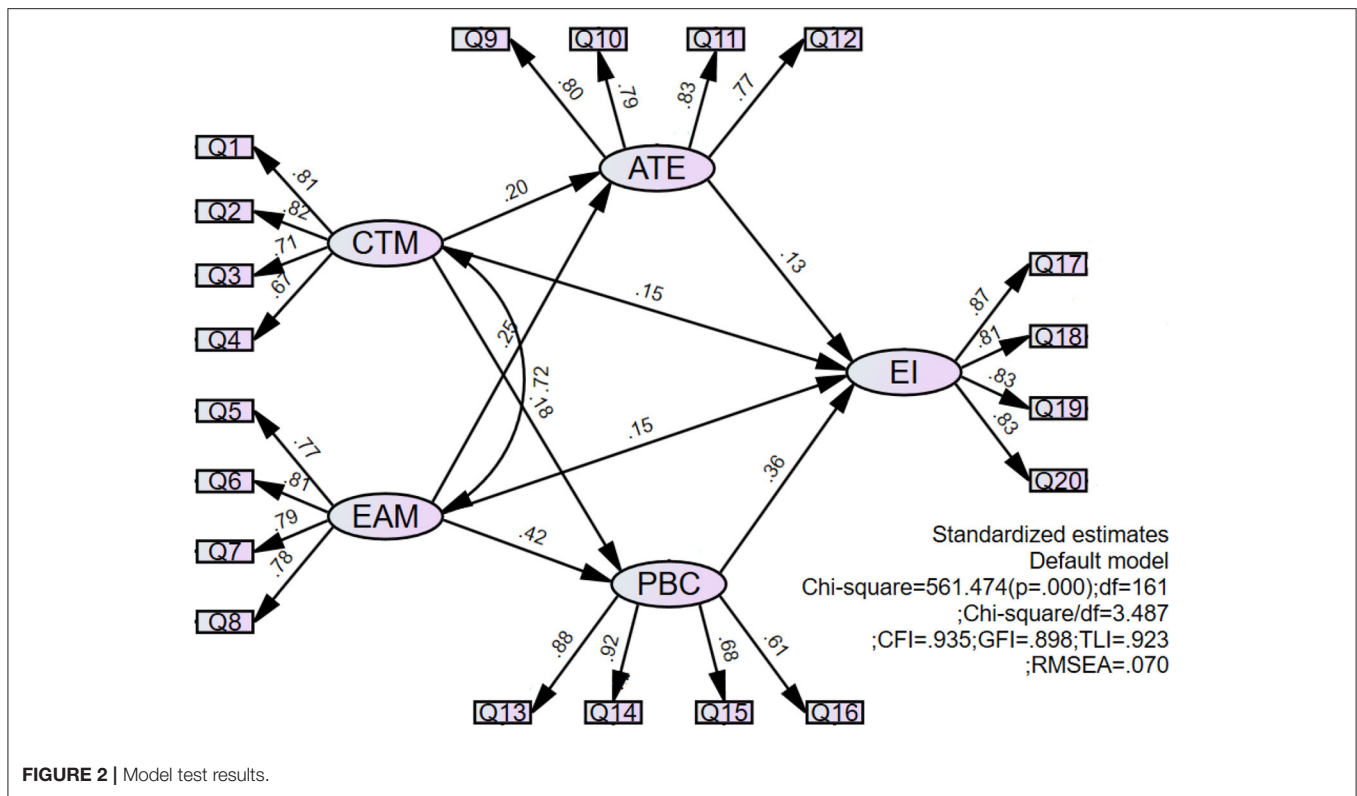 Q9
Q10
Q11
Q12
.80
.79
.83
.77
ATE
Q1
Q2
Q3
Q4
.81
.82
.71
.67
CTM
.20
.25
.15
.13
.72
.18
Q5
Q6
Q7
Q8
.77
.81
.79
.78
EAM
.15
.42
.36
EI
.87
.81
.83
.83
Q17
Q18
Q19
Q20
PBC
.88
.92
.68
.61
Q13
Q14
Q15
Q16
Standardized estimates
Default model
Chi-square=561.474(p=.000);df=161
;Chi-square/df=3.487
;CFI=.935;GFI=.898;TLI=.923
;RMSEA=.070
FIGURE 2 | Model test results.